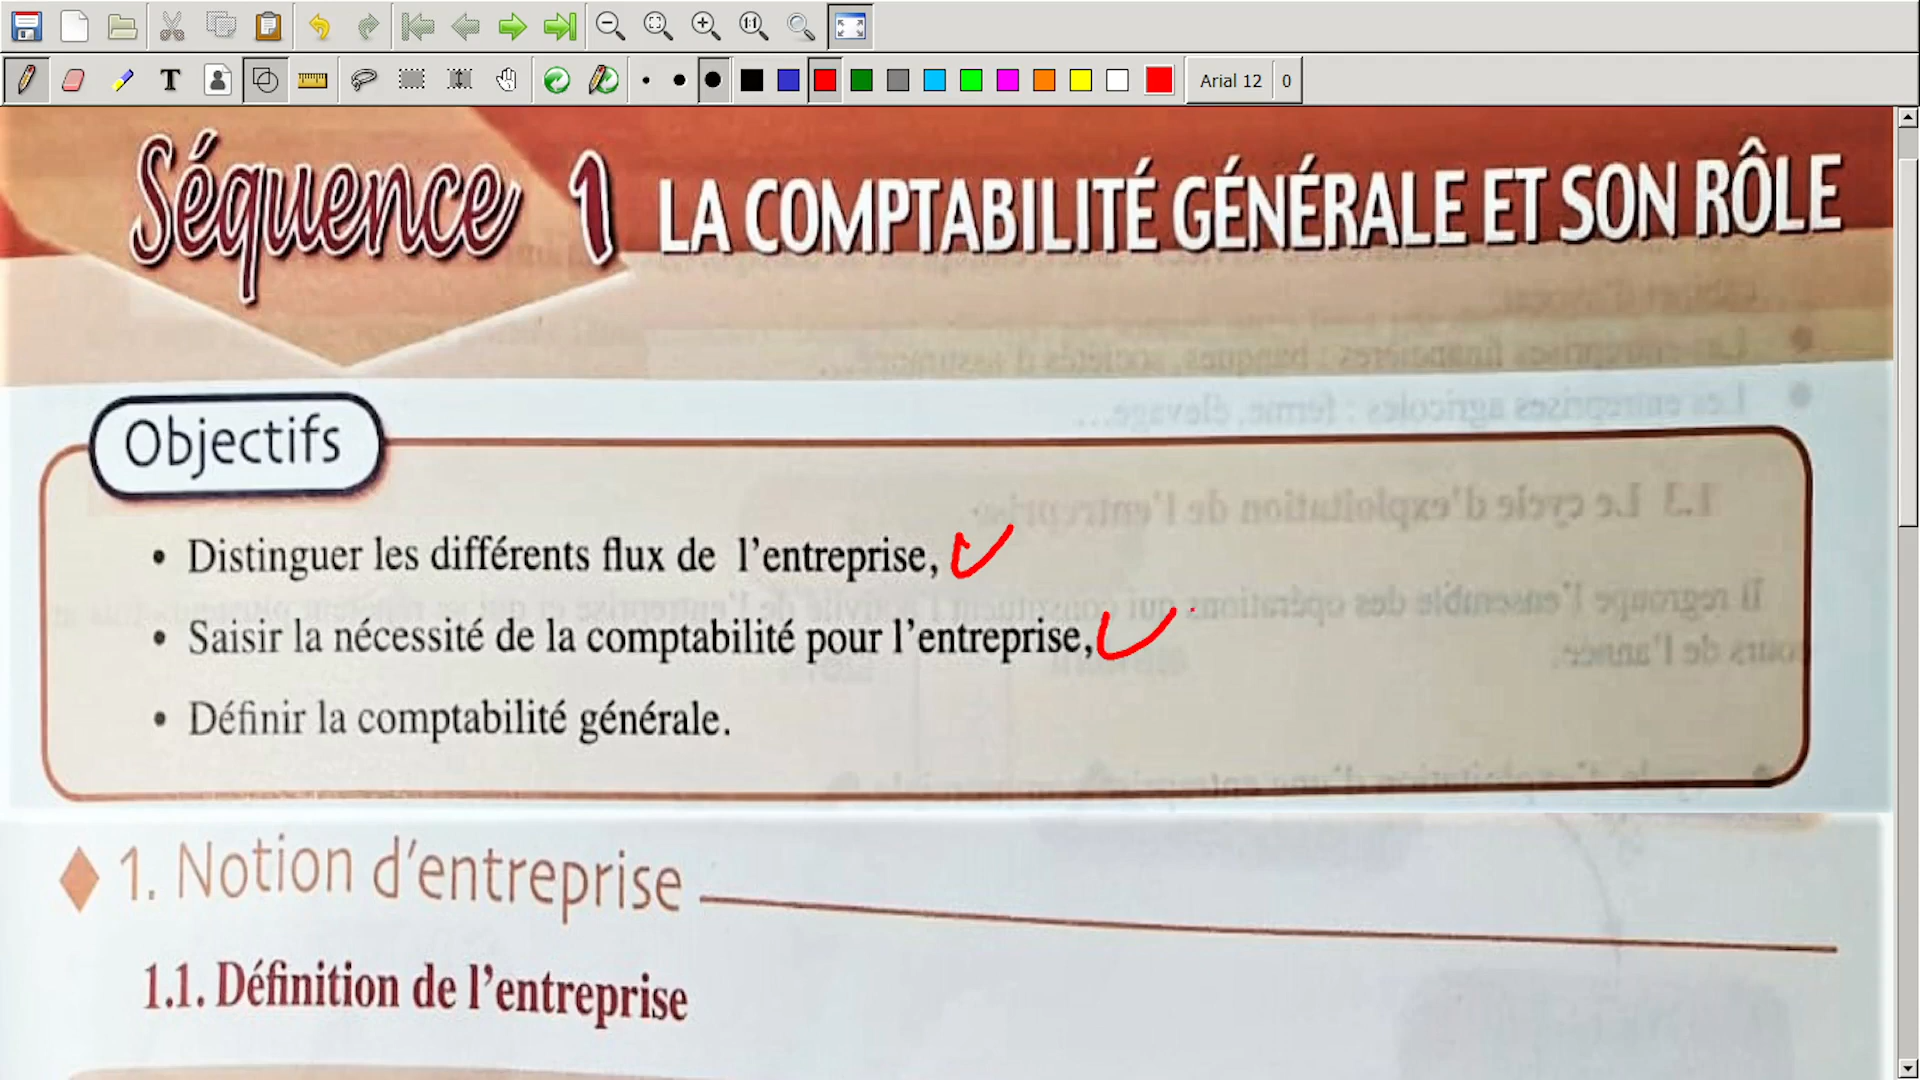 T
1:1
Arial 12 0
Séquence 1 LA COMPTABILITÉ GÉNÉRALE ET SON RÔLE
Objectifs
• Distinguer les différents flux de l'entreprise,
• Saisir la nécessité de la comptabilité pour l'entreprise,
• Définir la comptabilité générale.
1. Notion d'entreprise
1.1. Définition de l'entreprise